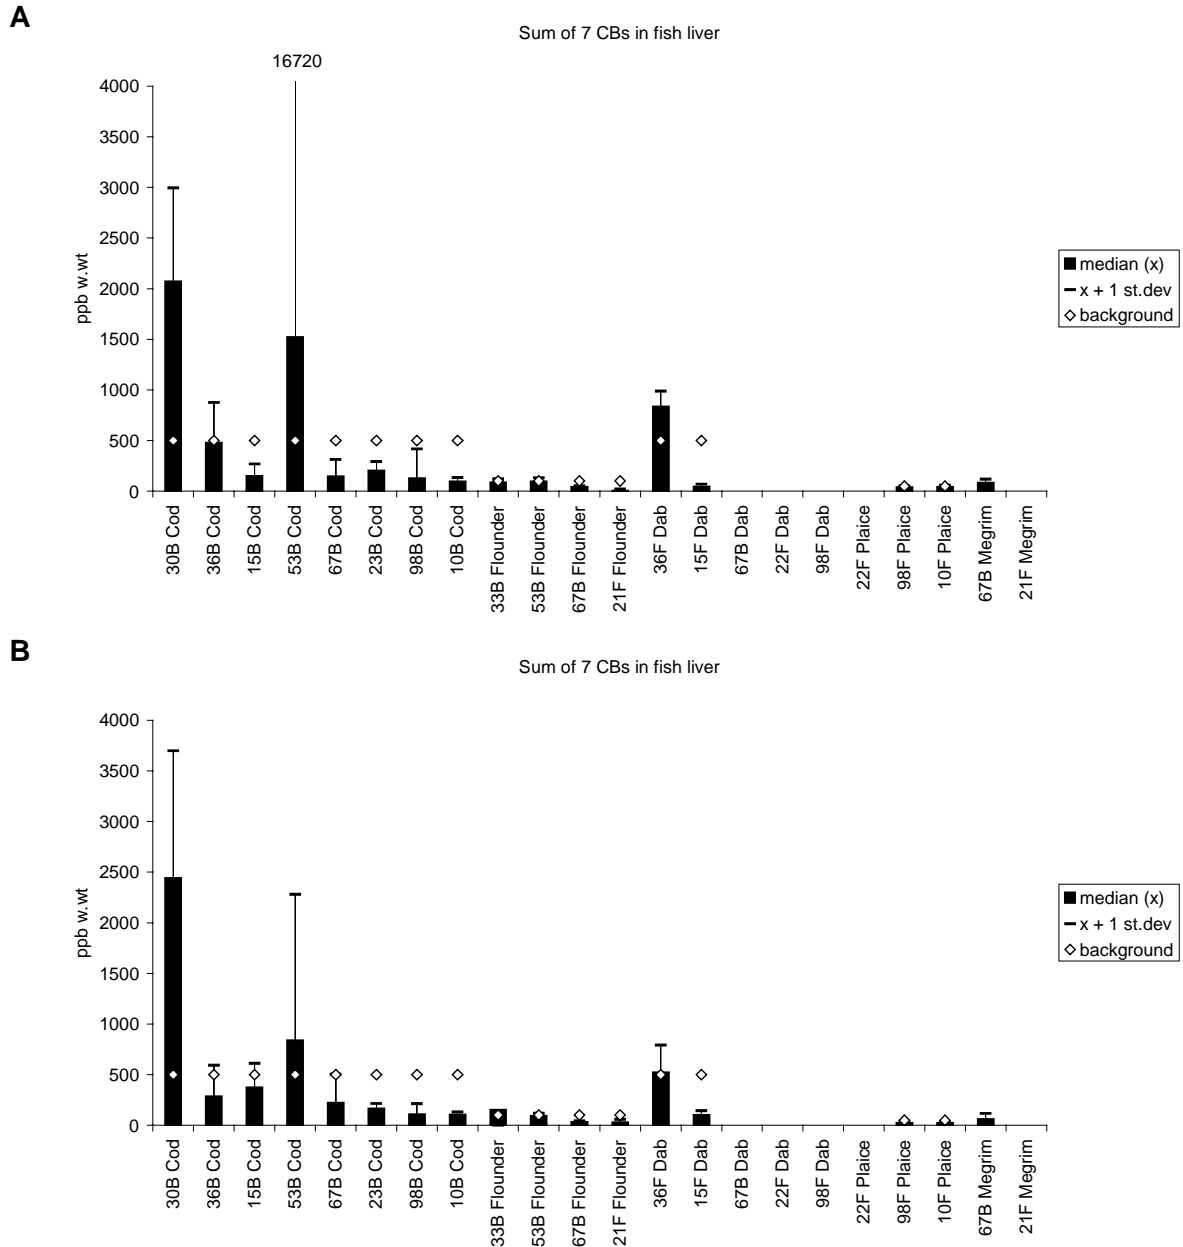 A
Sum of 7 CBs in fish liver
16720
4000
3500
3000
2500
2000
1500
1000
500
0
ppb w.wt
median (x)
x + 1 st.dev
background
30B Cod
36B Cod
15B Cod
53B Cod
67B Cod
23B Cod
98B Cod
10B Cod
33B Flounder
53B Flounder
67B Flounder
21F Flounder
36F Dab
15F Dab
67B Dab
22F Dab
98F Dab
22F Plaice
98F Plaice
10F Plaice
67B Megrim
21F Megrim
B
Sum of 7 CBs in fish liver
4000
3500
3000
2500
2000
1500
1000
500
0
ppb w.wt
median (x)
x + 1 st.dev
background
30B Cod
36B Cod
15B Cod
53B Cod
67B Cod
23B Cod
98B Cod
10B Cod
33B Flounder
53B Flounder
67B Flounder
21F Flounder
36F Dab
15F Dab
67B Dab
22F Dab
98F Dab
22F Plaice
98F Plaice
10F Plaice
67B Megrim
21F Megrim